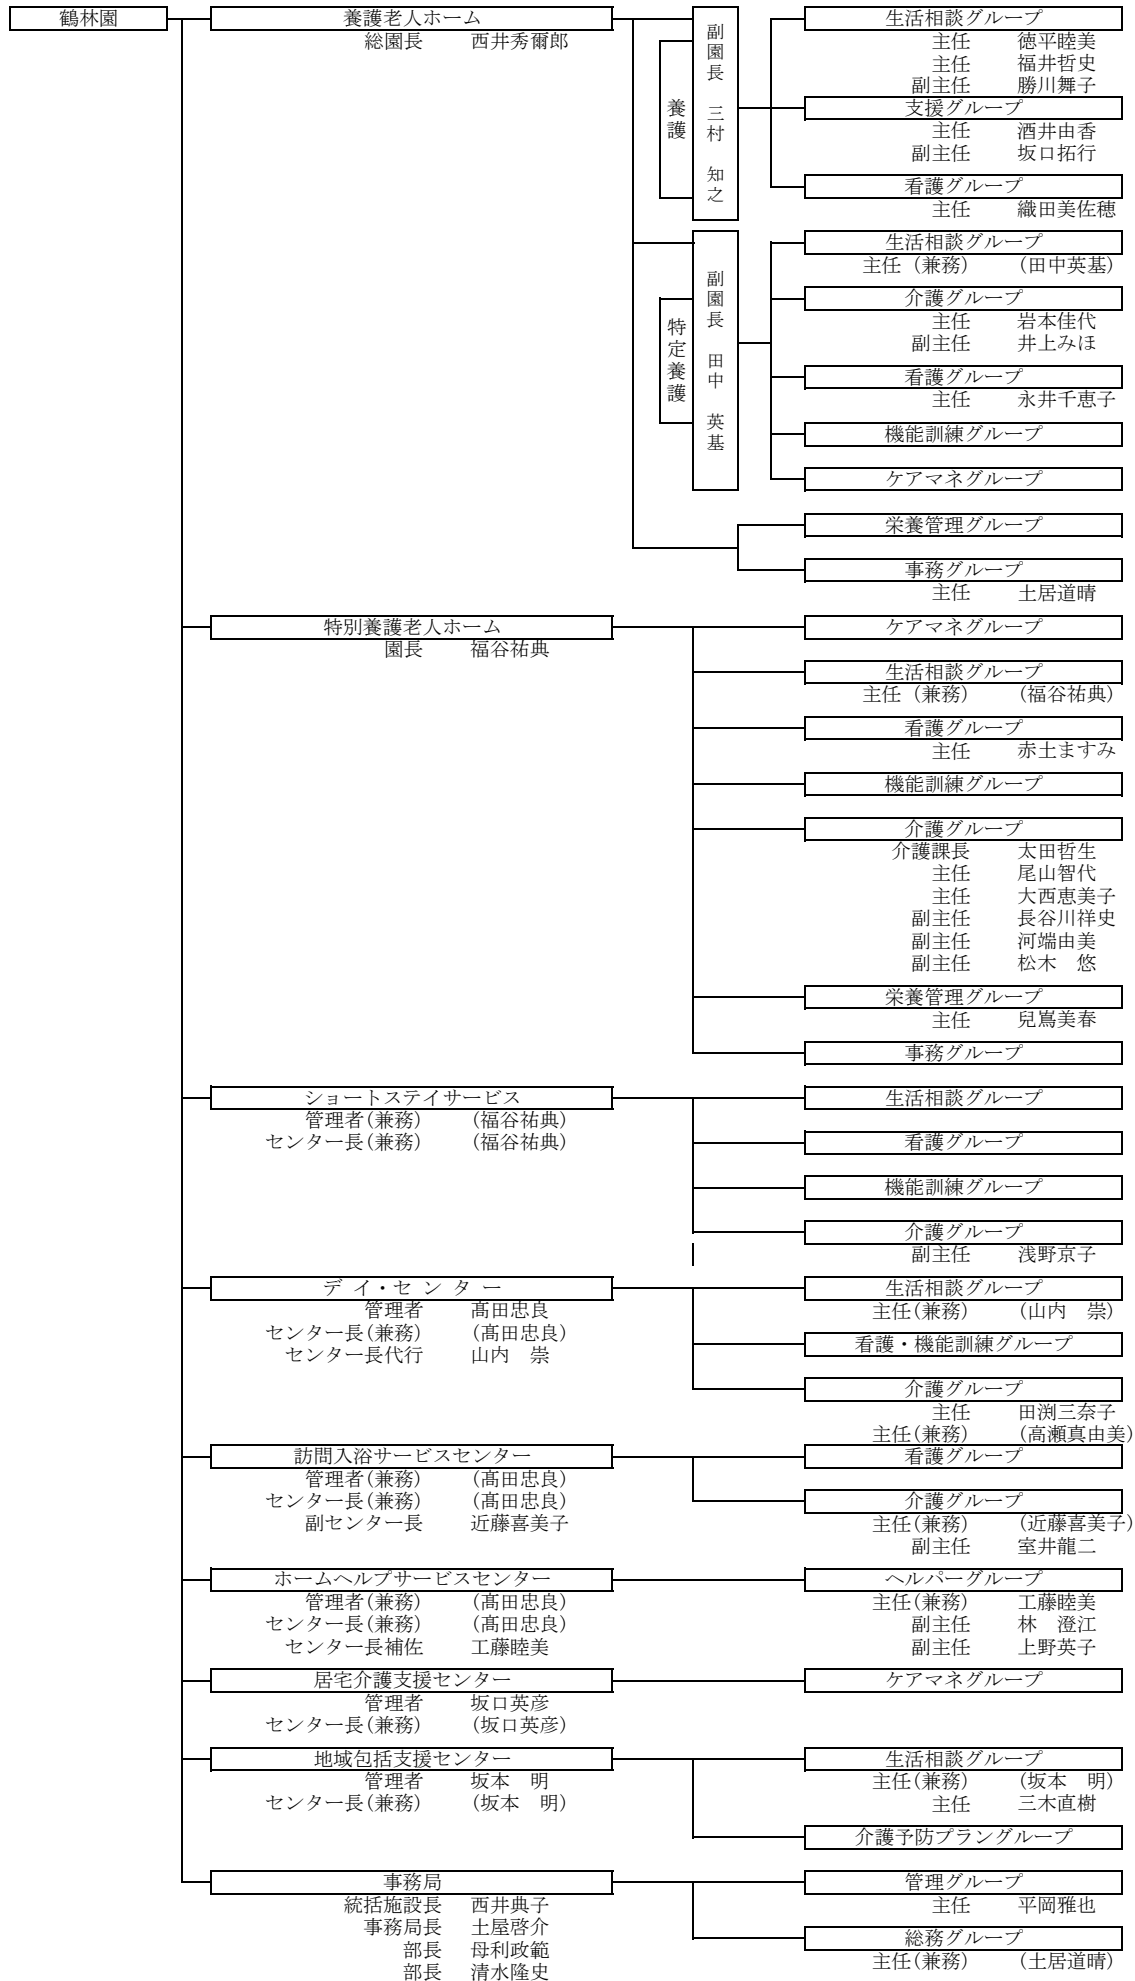 鶴林園
養護老人ホーム
総園長 西井秀爾郎
養護
副園長 三村 知之
生活相談グループ
主任 徳平睦美
主任 福井哲史
副主任 勝川舞子
支援グループ
主任 酒井由香
副主任 坂口拓行
看護グループ
主任 織田美佐穂
特定養護
副園長 田中 英基
生活相談グループ
主任（兼務） (田中英基)
介護グループ
主任 岩本佳代
副主任 井上みほ
看護グループ
主任 永井千恵子
機能訓練グループ
ケアマネグループ
栄養管理グループ
事務グループ
主任 土居道晴
特別養護老人ホーム
園長 福谷祐典
ケアマネグループ
生活相談グループ
主任（兼務） (福谷祐典)
看護グループ
主任 赤土ますみ
機能訓練グループ
介護グループ
介護課長 太田哲生
主任 尾山智代
主任 大西恵美子
副主任 長谷川祥史
副主任 河端由美
副主任 松木　悠
栄養管理グループ
主任 兒嶌美春
事務グループ
ショートステイサービス
管理者(兼務) (福谷祐典)
センター長(兼務) (福谷祐典)
生活相談グループ
看護グループ
機能訓練グループ
介護グループ
副主任 浅野京子
デ イ・セ ン タ ー
管理者 髙田忠良
センター長(兼務) (髙田忠良)
センター長代行 山内　崇
生活相談グループ
主任(兼務) (山内　崇)
看護・機能訓練グループ
介護グループ
主任 田渕三奈子
主任(兼務) (高瀬真由美)
訪問入浴サービスセンター
管理者(兼務) (髙田忠良)
センター長(兼務) (髙田忠良)
副センター長 近藤喜美子
看護グループ
介護グループ
主任(兼務) (近藤喜美子)
副主任 室井龍二
ホームヘルプサービスセンター
管理者(兼務) (髙田忠良)
センター長(兼務) (髙田忠良)
センター長補佐 工藤睦美
ヘルパーグループ
主任(兼務) 工藤睦美
副主任 林　澄江
副主任 上野英子
居宅介護支援センター
管理者 坂口英彦
センター長(兼務) (坂口英彦)
ケアマネグループ
地域包括支援センター
管理者 坂本　明
センター長(兼務) (坂本　明)
生活相談グループ
主任(兼務) (坂本　明)
主任 三木直樹
介護予防プラングループ
事務局
統括施設長 西井典子
事務局長 土屋啓介
部長 母利政範
部長 清水隆史
管理グループ
主任 平岡雅也
総務グループ
主任(兼務) (土居道晴)